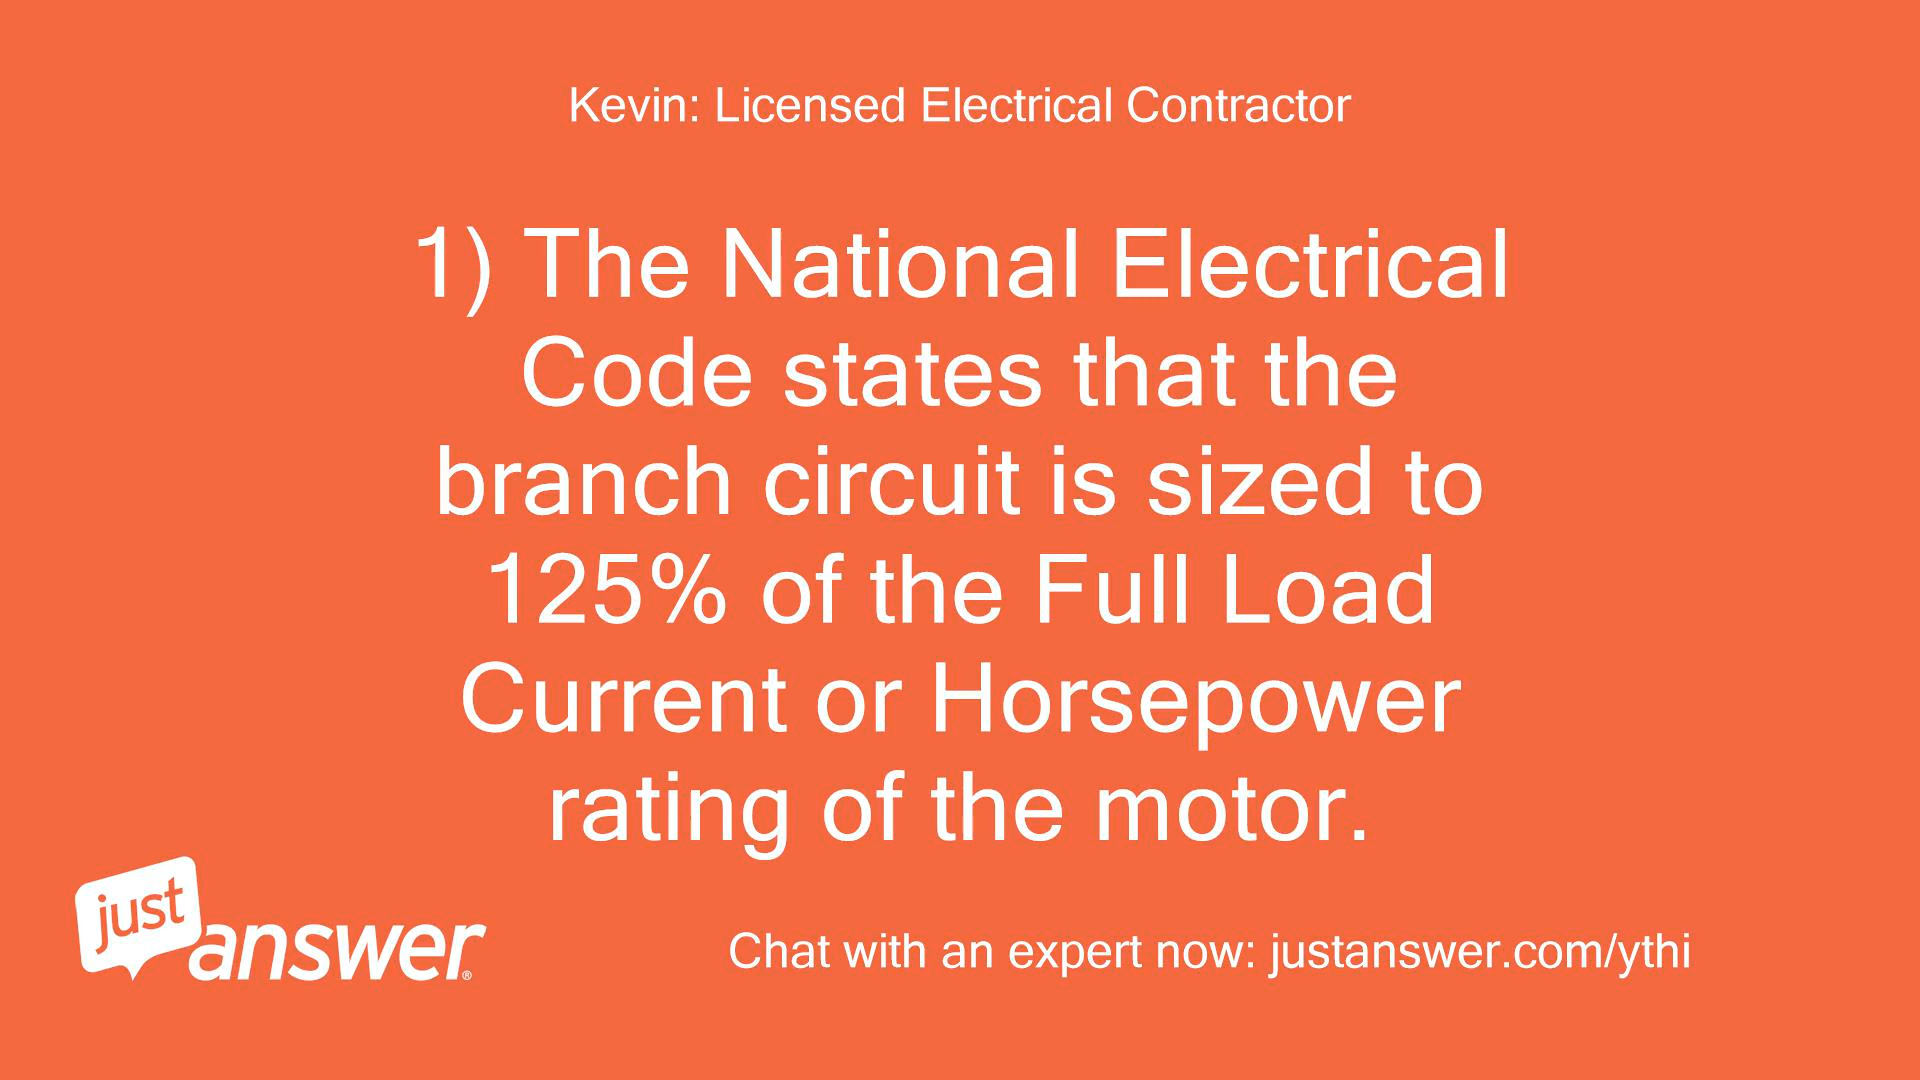 Kevin: Licensed Electrical Contractor
1) The National Electrical
Code states that the
branch circuit is sized to
125% of the Full Load
Current or Horsepower
rating of the motor.
just
answer®
Chat with an expert now: justanswer.com/ythi